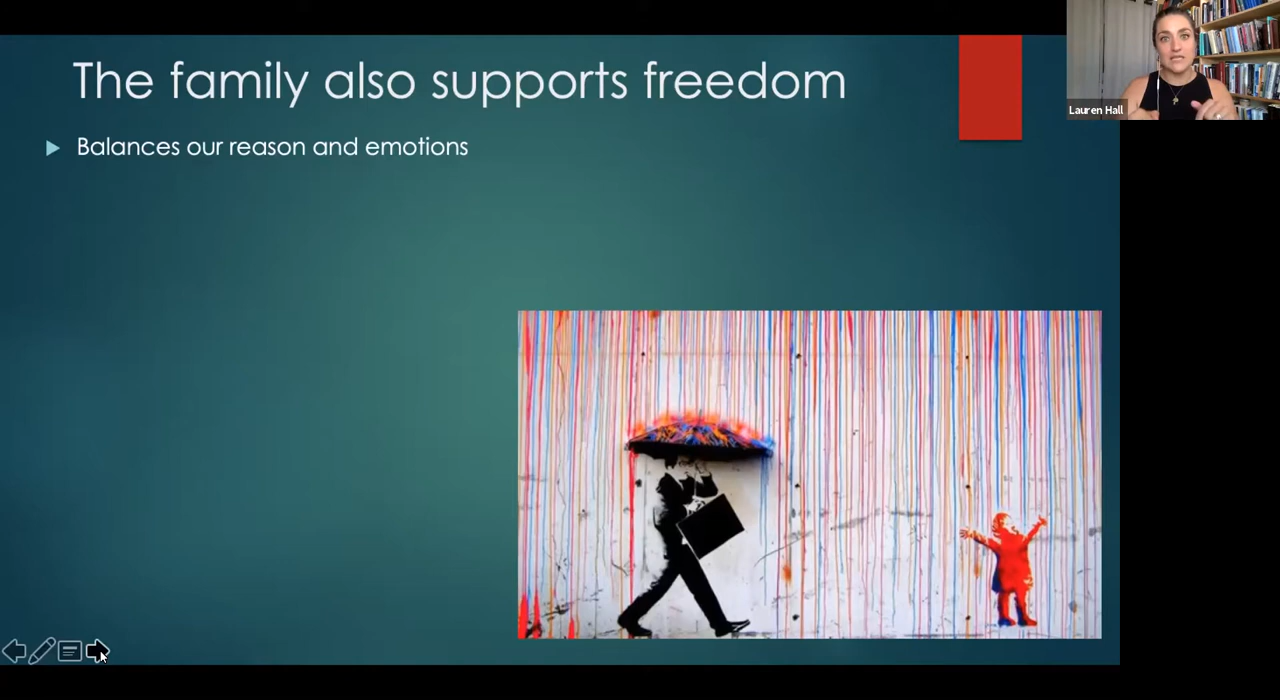 The family also supports freedom
Balances our reason and emotions
Lauren Hall